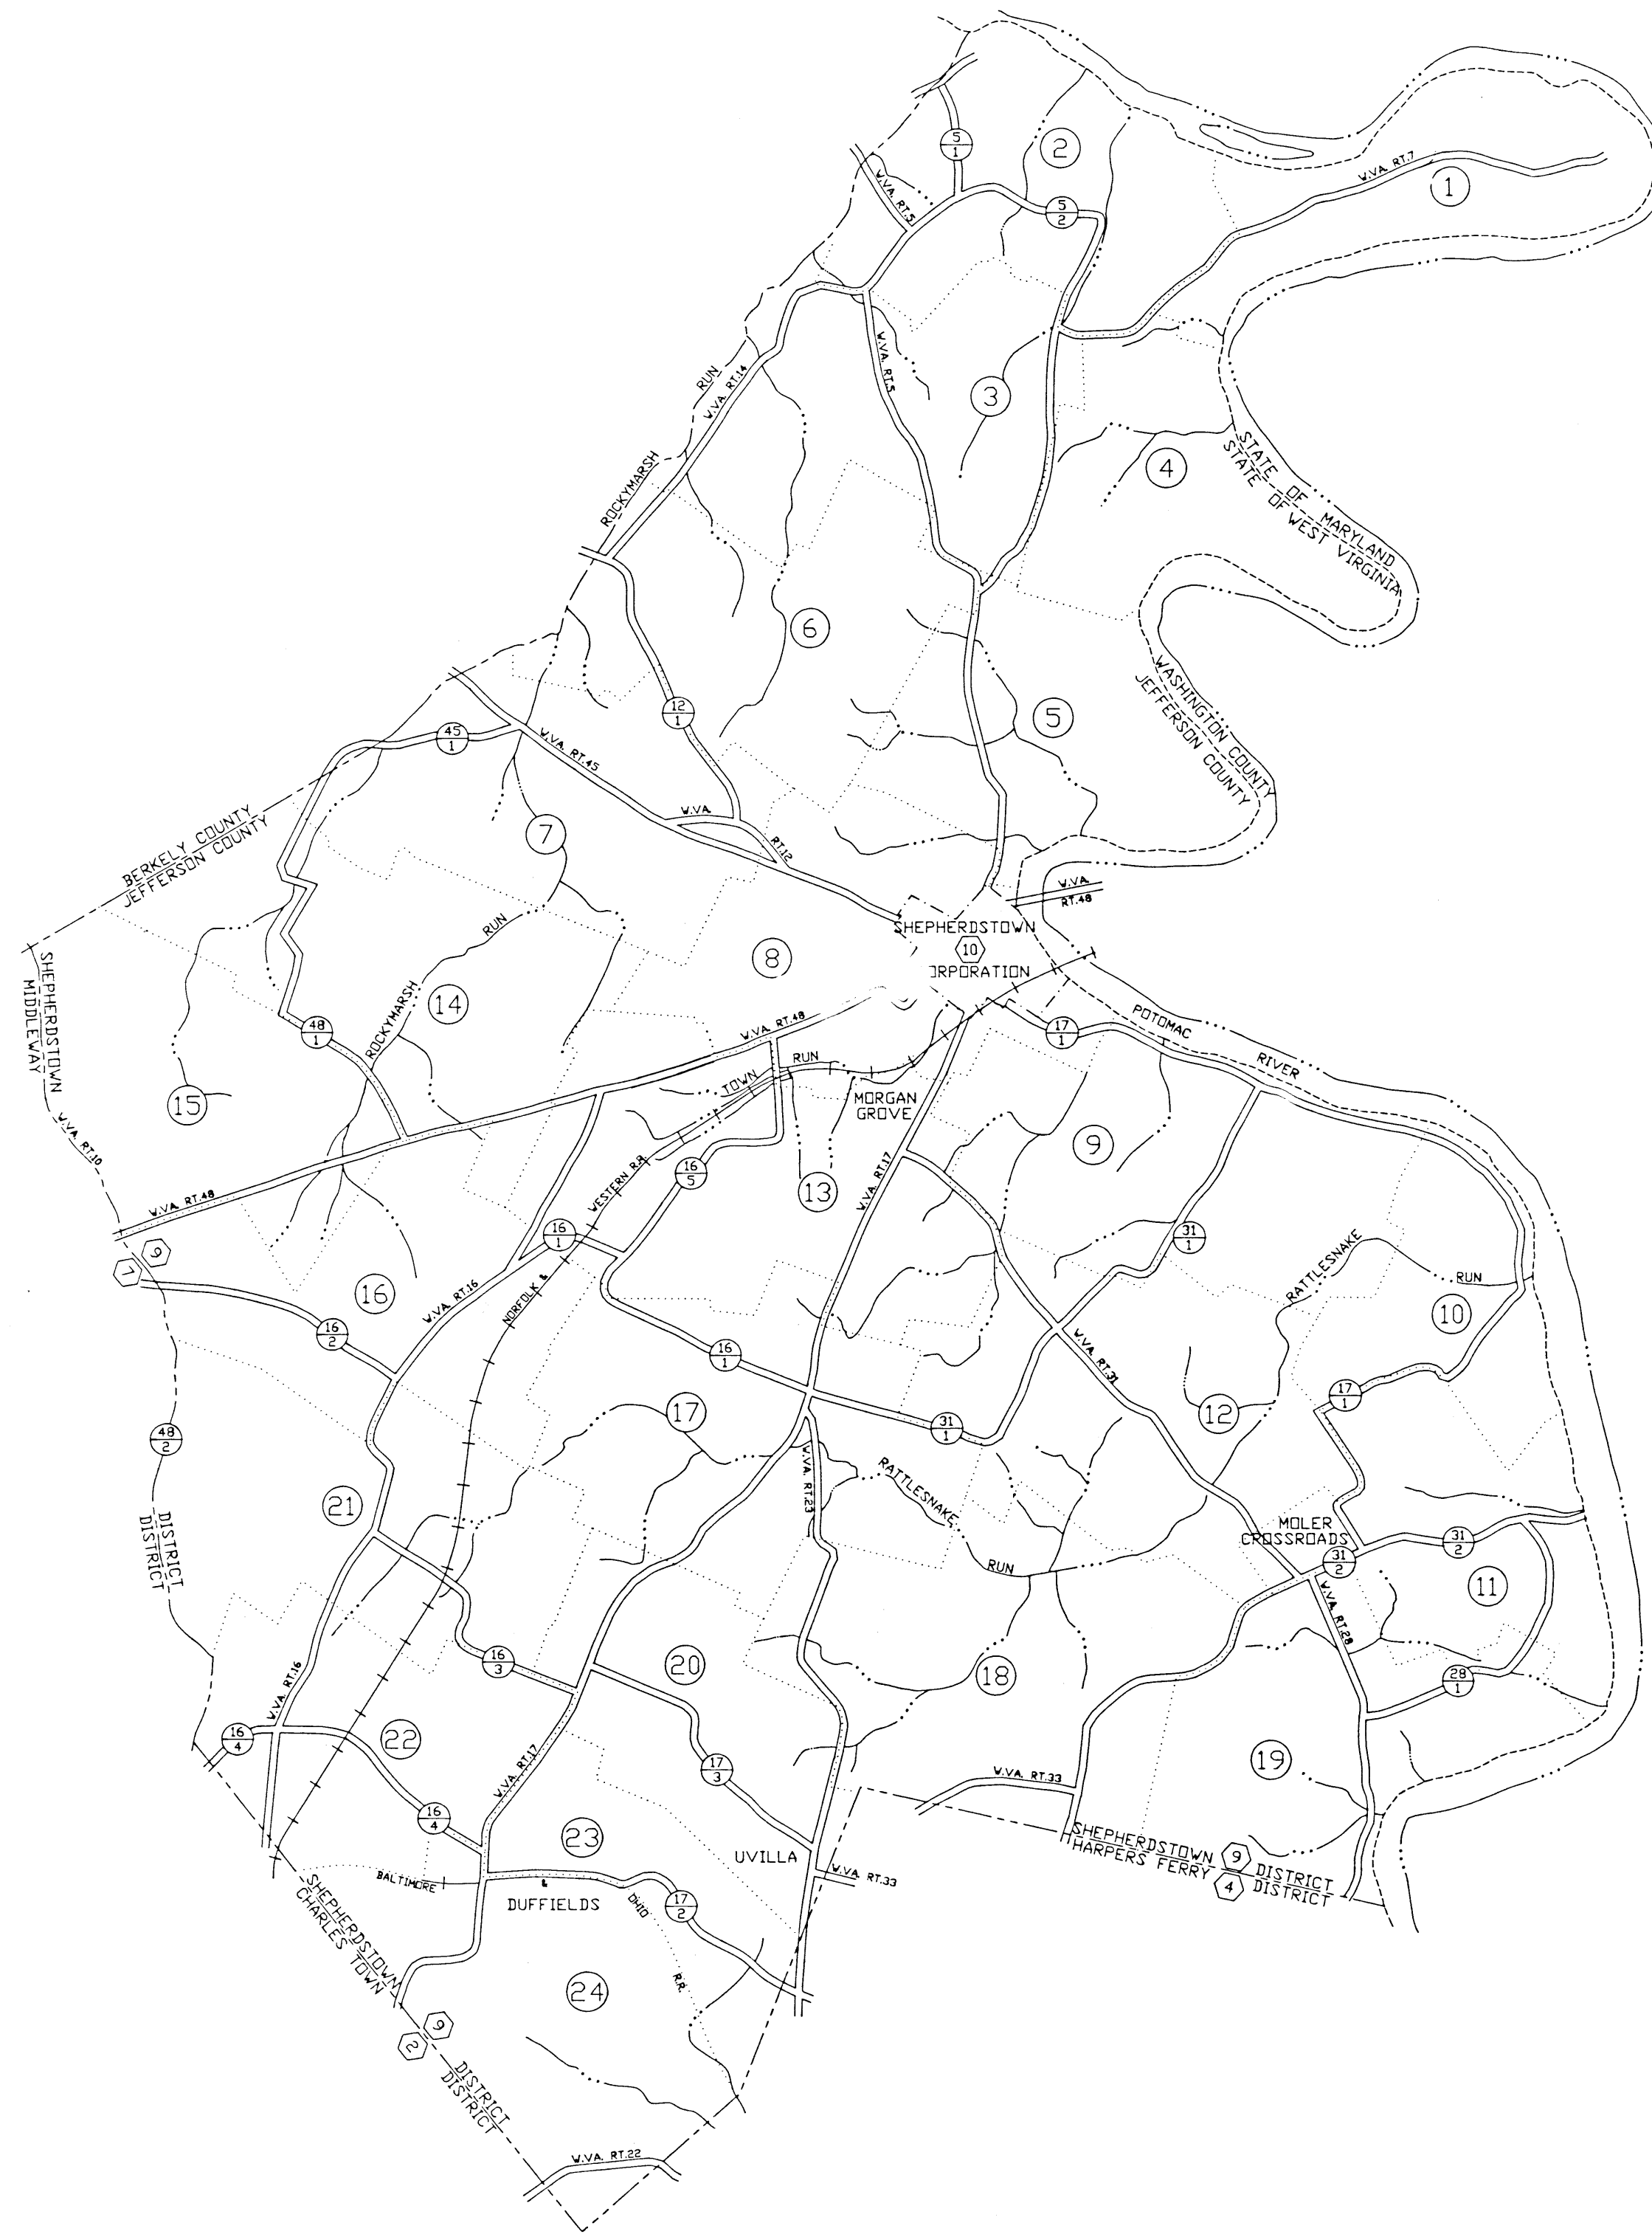 5
1
2
W.VA. RT.7
1
W.VA. RT.5
5
2
RUN
W.VA. RT.14
W.VA. RT.5
3
ROCKYMARSH
4
STATE OF MARYLAND
STATE OF WEST VIRGINIA
6
12
1
5
WASHINGTON COUNTY
JEFFERSON COUNTY
45
1
W.VA. RT.45
W.VA.
RT.12
7
BERKELY COUNTY
JEFFERSON COUNTY
W.VA.
RT.48
SHEPHERDSTOWN
10
ORPORATION
8
RUN
SHEPHERDSTOWN
MIDDLEWAY
14
ROCKYMARSH
48
1
W.VA. RT.48
17
1
POTOMAC
RIVER
RUN
TOWN
MORGAN
GROVE
15
W.VA. RT.10
9
WESTERN R.R.
16
5
13
W.VA. RT.17
W.VA. RT.48
16
1
31
1
9
7
RATTLESNAKE
RUN
16
W.VA. RT.16
NORFOLK &
10
16
2
16
1
W.VA. RT.31
17
1
17
12
48
2
31
1
W.VA. RT.23
RATTLESNAKE
RUN
21
DISTRICT
DISTRICT
MOLER
CROSSROADS
31
2
31
2
11
W.VA. RT.28
16
3
20
18
28
1
W.VA. RT.16
16
4
22
W.VA. RT.17
17
3
W.VA. RT.33
19
16
4
23
UVILLA
SHEPHERDSTOWN 9 DISTRICT
HARPERS FERRY 4 DISTRICT
W.VA. RT.33
BALTIMORE
&
OHIO
R.R.
DUFFIELDS
17
2
SHEPHERDSTOWN
CHARLES TOWN
24
9
2
DISTRICT
DISTRICT
W.VA. RT.22